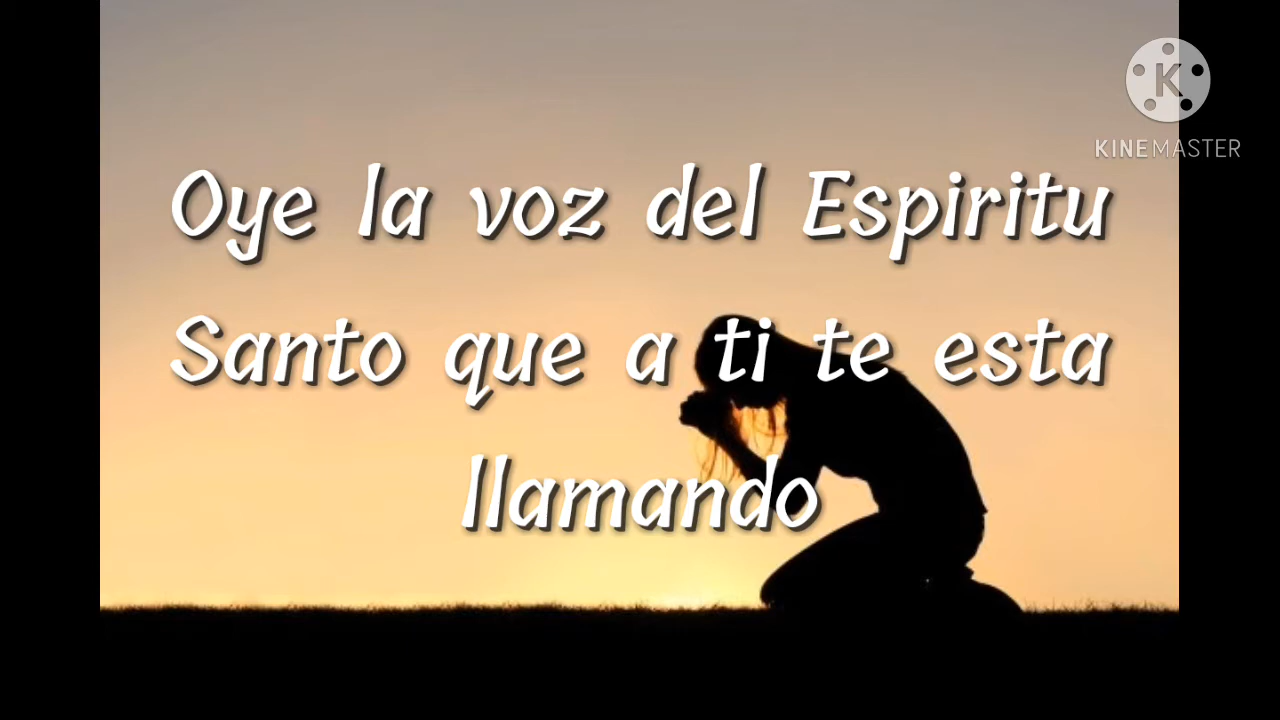 Oye la voz del Espiritu
Santo que a ti te esta
llamando
K
KINEMASTER